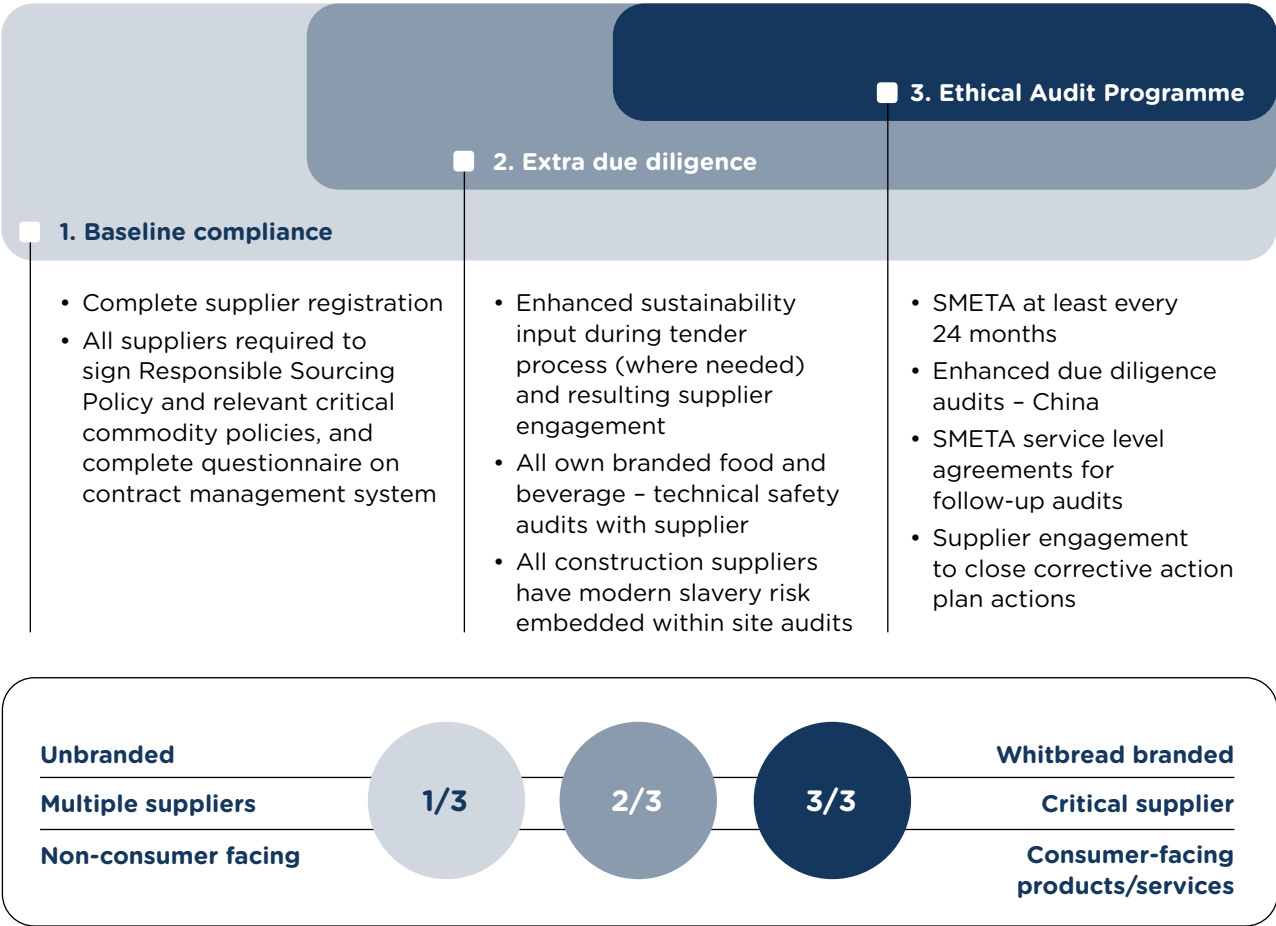 3. Ethical Audit Programme
2. Extra due diligence
1. Baseline compliance
• Complete supplier registration
• All suppliers required to
sign Responsible Sourcing
Policy and relevant critical
commodity policies, and
complete questionnaire on
contract management system
• Enhanced sustainability
input during tender
process (where needed)
and resulting supplier
engagement
• All own branded food and
beverage – technical safety
audits with supplier
• All construction suppliers
have modern slavery risk
embedded within site audits
• SMETA at least every
24 months
• Enhanced due diligence
audits – China
• SMETA service level
agreements for
follow-up audits
• Supplier engagement
to close corrective action
plan actions
Unbranded
Multiple suppliers
Non-consumer facing
1/3
2/3
3/3
Whitbread branded
Critical supplier
Consumer-facing
products/services